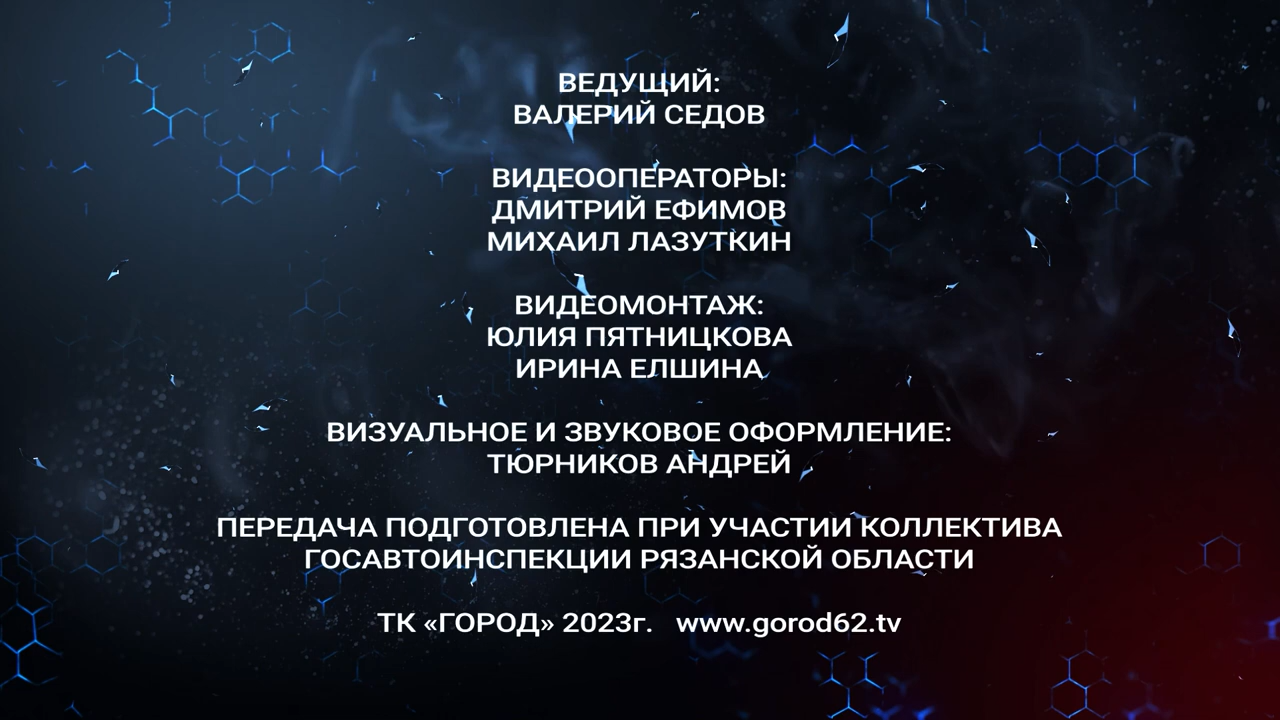 ВЕДУЩИЙ:
ВАЛЕРИЙ СЕДОВ
ВИДЕООПЕРАТОРЫ:
ДМИТРИЙ ЕФИМОВ
МИХАИЛ ЛАЗУТКИН
ВИДЕОМОНТАЖ:
ЮЛИЯ ПЯТНИЦКОВА
ИРИНА ЕЛШИНА
ВИЗУАЛЬНОЕ И ЗВУКОВОЕ ОФОРМЛЕНИЕ:
ТЮРНИКОВ АНДРЕЙ
ПЕРЕДАЧА ПОДГОТОВЛЕНА ПРИ УЧАСТИИ КОЛЛЕКТИВА
ГОСАВТОИНСПЕКЦИИ РЯЗАНСКОЙ ОБЛАСТИ
ТК «ГОРОД» 2023г. www.gorod62.tv